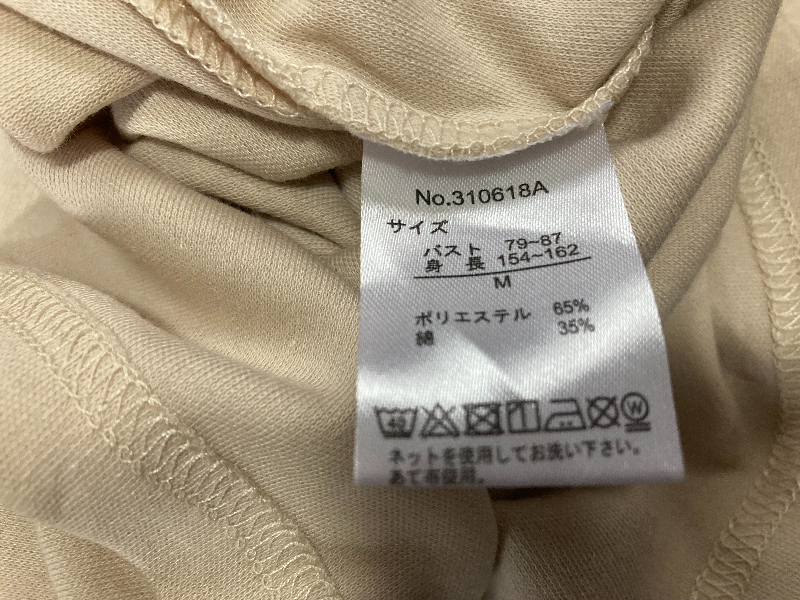 No.310618A
サイズ
バスト 79~87
身長 154~162
M
ポリエステル 65%
綿 35%
40
W
ネットを使用してお洗い下さい。
あて布使用。